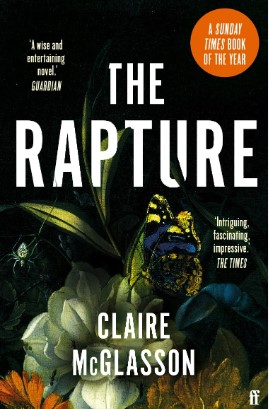 A SUNDAY
TIMES BOOK
OF THE YEAR
'A wise and
entertaining
novel.'
GUARDIAN
THE
RAPTURE
'Intriguing,
fascinating,
impressive.'
THE TIMES
CLAIRE
McGLASSON
ff